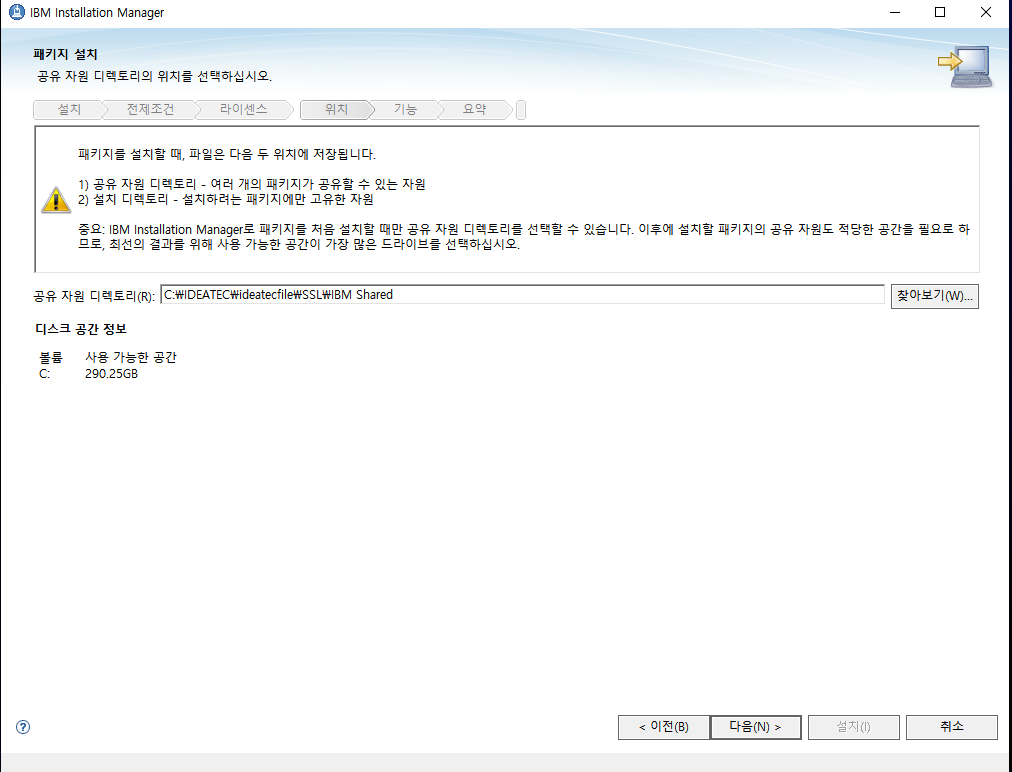 IBM Installation Manager
패키지 설치
공유 자원 디렉토리의 위치를 선택하십시오.
설치 전제조건 라이센스 위치 기능 요약
패키지를 설치할 때, 파일은 다음 두 위치에 저장됩니다.
1) 공유 자원 디렉토리 - 여러 개의 패키지가 공유할 수 있는 자원
2) 설치 디렉토리 - 설치하려는 패키지에만 고유한 자원
중요: IBM Installation Manager로 패키지를 처음 설치할 때만 공유 자원 디렉토리를 선택할 수 있습니다. 이후에 설치할 패키지의 공유 자원도 적당한 공간을 필요로 하
므로, 최선의 결과를 위해 사용 가능한 공간이 가장 많은 드라이브를 선택하십시오.
공유 자원 디렉토리(R): C:₩IDEATEC₩ideatecfile₩SSL₩IBM Shared 찾아보기(W)...
디스크 공간 정보
볼륨 사용 가능한 공간
C: 290.25GB
< 이전(B) 다음(N) > 설치(I) 취소